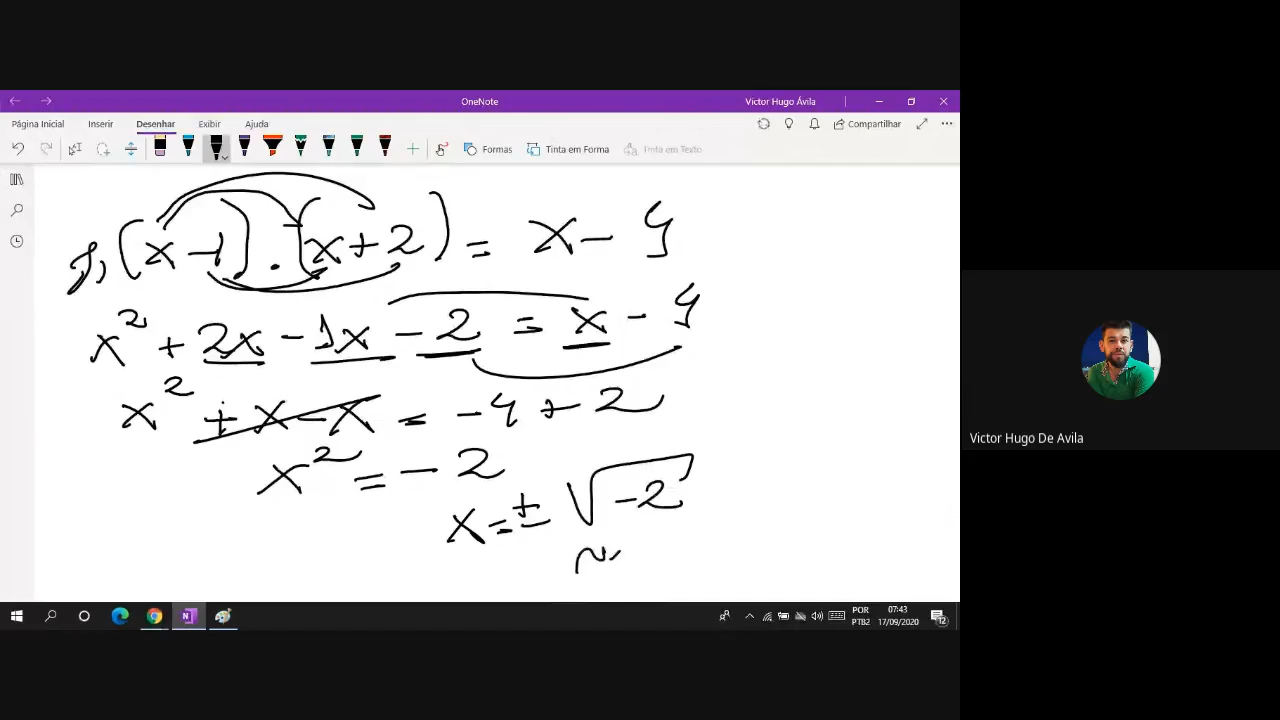 OneNote
Victor Hugo Ávila
Página Inicial Inserir Desenhar Exibir Ajuda
Compartilhar
Formas Tinta em Forma Tinta em Texto
(x-1).(x+2) = x-4
x² + 2x - 1x - 2 = x - 4
x² + x - x = -4 + 2
x² = -2
x = ± √-2
Victor Hugo De Avila
POR 07:43
PTB2 17/09/2020
12